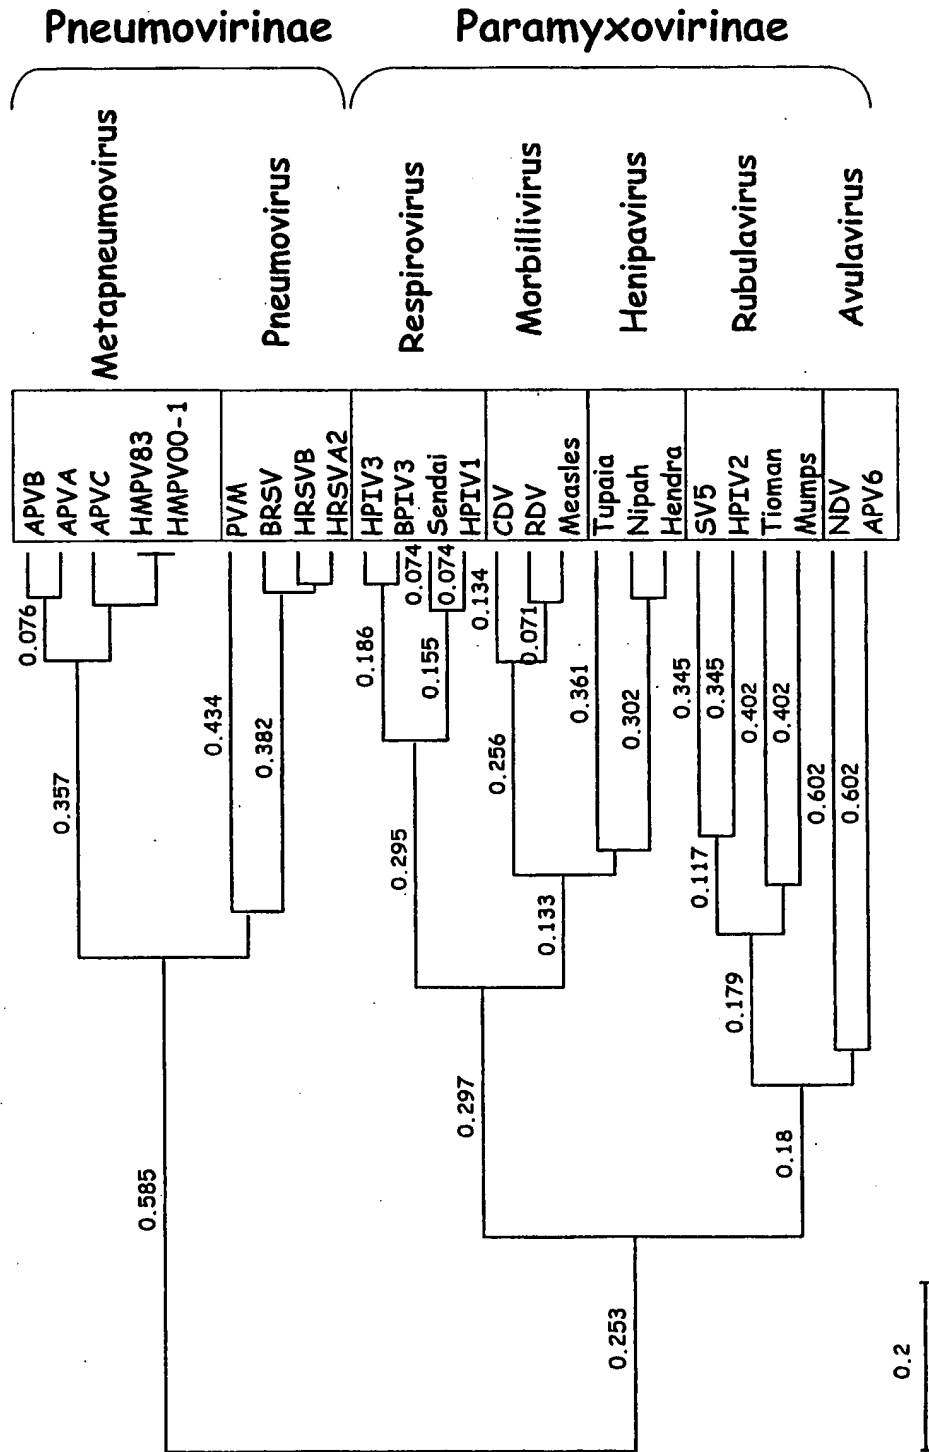 Pneumovirinae
Paramyxovirinae
Metapneumovirus
Pneumovirus
Respirovirus
Morbillivirus
Henipavirus
Rubulavirus
Avulavirus
APVB
APVA
APVC
HMPV83
HMPV00-1
PVM
BRSV
HRSVB
HRSVA2
HPIV3
BPIV3
Sendai
HPIV1
CDV
RDV
Measles
Tupaia
Nipah
Hendra
SV5
HPIV2
Tioman
Mumps
NDV
APV6
0.076
0.357
0.434
0.382
0.585
0.186
0.074
0.074
0.155
0.295
0.134
0.071
0.256
0.361
0.302
0.133
0.297
0.345
0.345
0.402
0.402
0.117
0.179
0.602
0.602
0.18
0.253
0.2